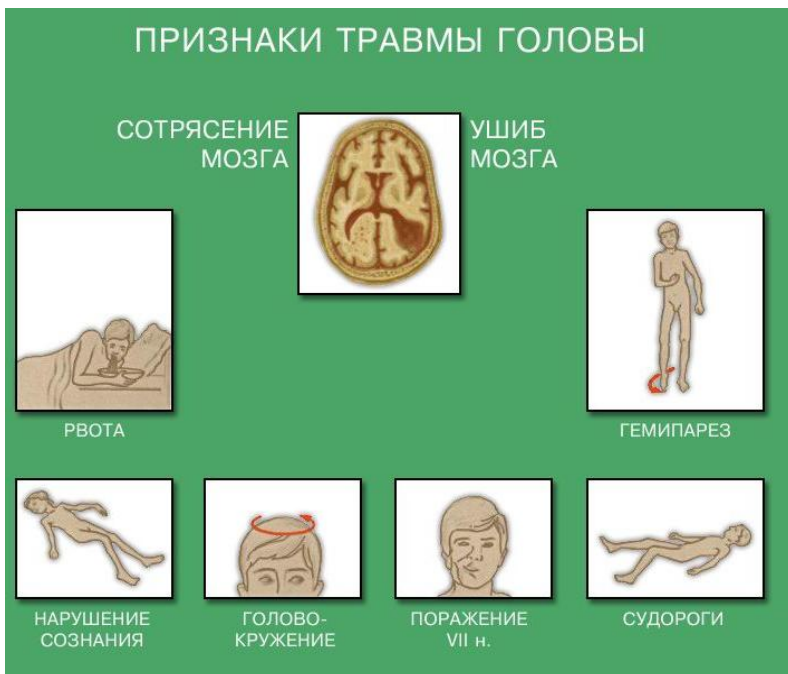 ПРИЗНАКИ ТРАВМЫ ГОЛОВЫ
СОТРЯСЕНИЕ
МОЗГА
УШИБ
МОЗГА
РВОТА
ГЕМИПАРЕЗ
НАРУШЕНИЕ
СОЗНАНИЯ
ГОЛОВО-
КРУЖЕНИЕ
ПОРАЖЕНИЕ
VII н.
СУДОРОГИ